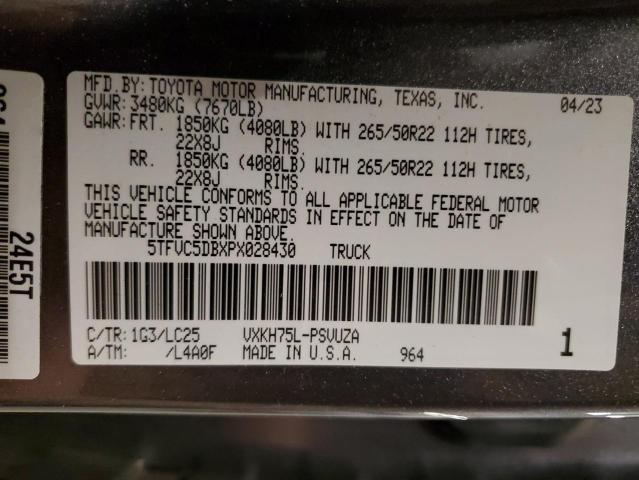 MFD.BY: TOYOTA MOTOR MANUFACTURING, TEXAS, INC. 04/23
GVWR: 3480KG (7670LB)
GAWR: FRT. 1850KG (4080LB) WITH 265/50R22 112H TIRES,
22X8J RIMS.
RR. 1850KG (4080LB) WITH 265/50R22 112H TIRES,
22X8J RIMS.
THIS VEHICLE CONFORMS TO ALL APPLICABLE FEDERAL MOTOR
VEHICLE SAFETY STANDARDS IN EFFECT ON THE DATE OF
MANUFACTURE SHOWN ABOVE.
5TFVC5DBXPX028430 TRUCK
C/TR: 1G3/LC25 VXKH75L-PSVUZA
A/TM: /L4A0F MADE IN U.S.A. 964 1
24E5T